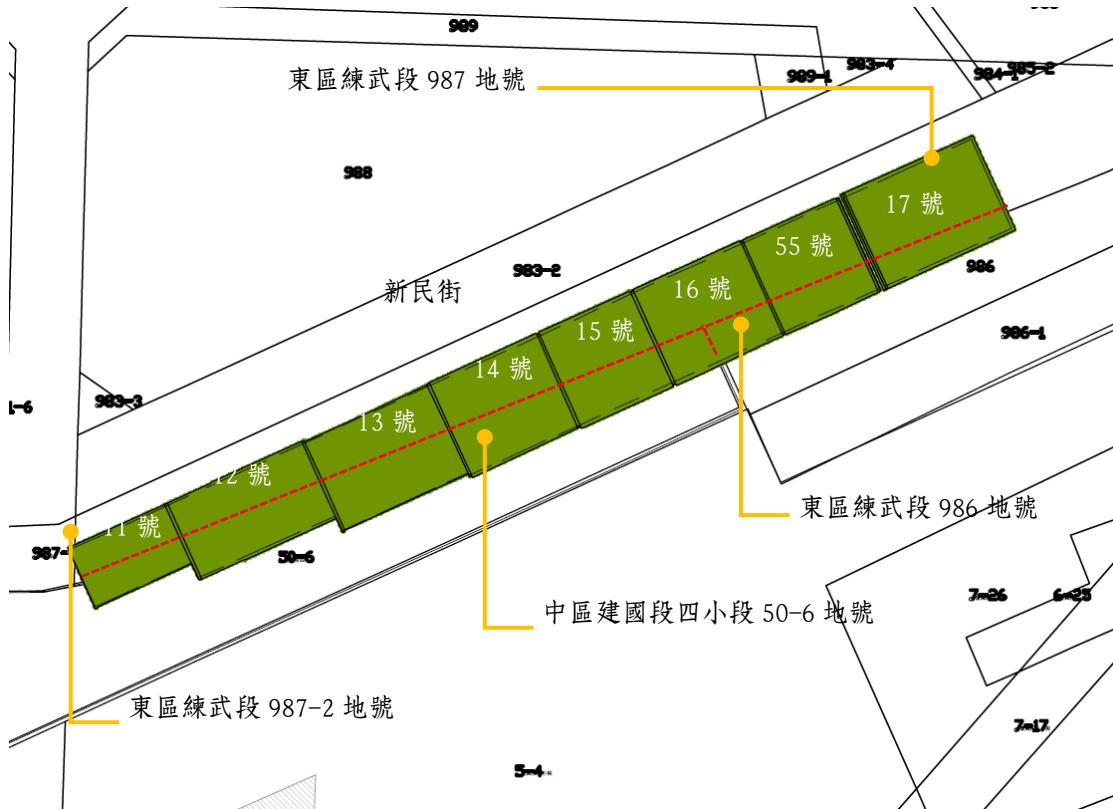 989
983-4
989-1
984-1
985-2
東區練武段 987 地號
988
17 號
55 號
983-2
986
新民街
16 號
15 號
986-1
14 號
983-3
13 號
12 號
東區練武段 986 地號
11 號
50-6
7-26
6-25
中區建國段四小段 50-6 地號
東區練武段 987-2 地號
7-17
5-4